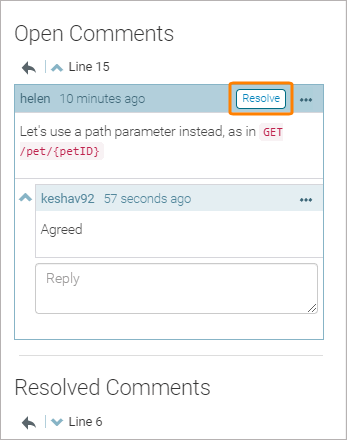 Open Comments
Line 15
helen 10 minutes ago Resolve
Let's use a path parameter instead, as in GET
/pet/{petID}
keshav92 57 seconds ago
Agreed
Reply
Resolved Comments
Line 6